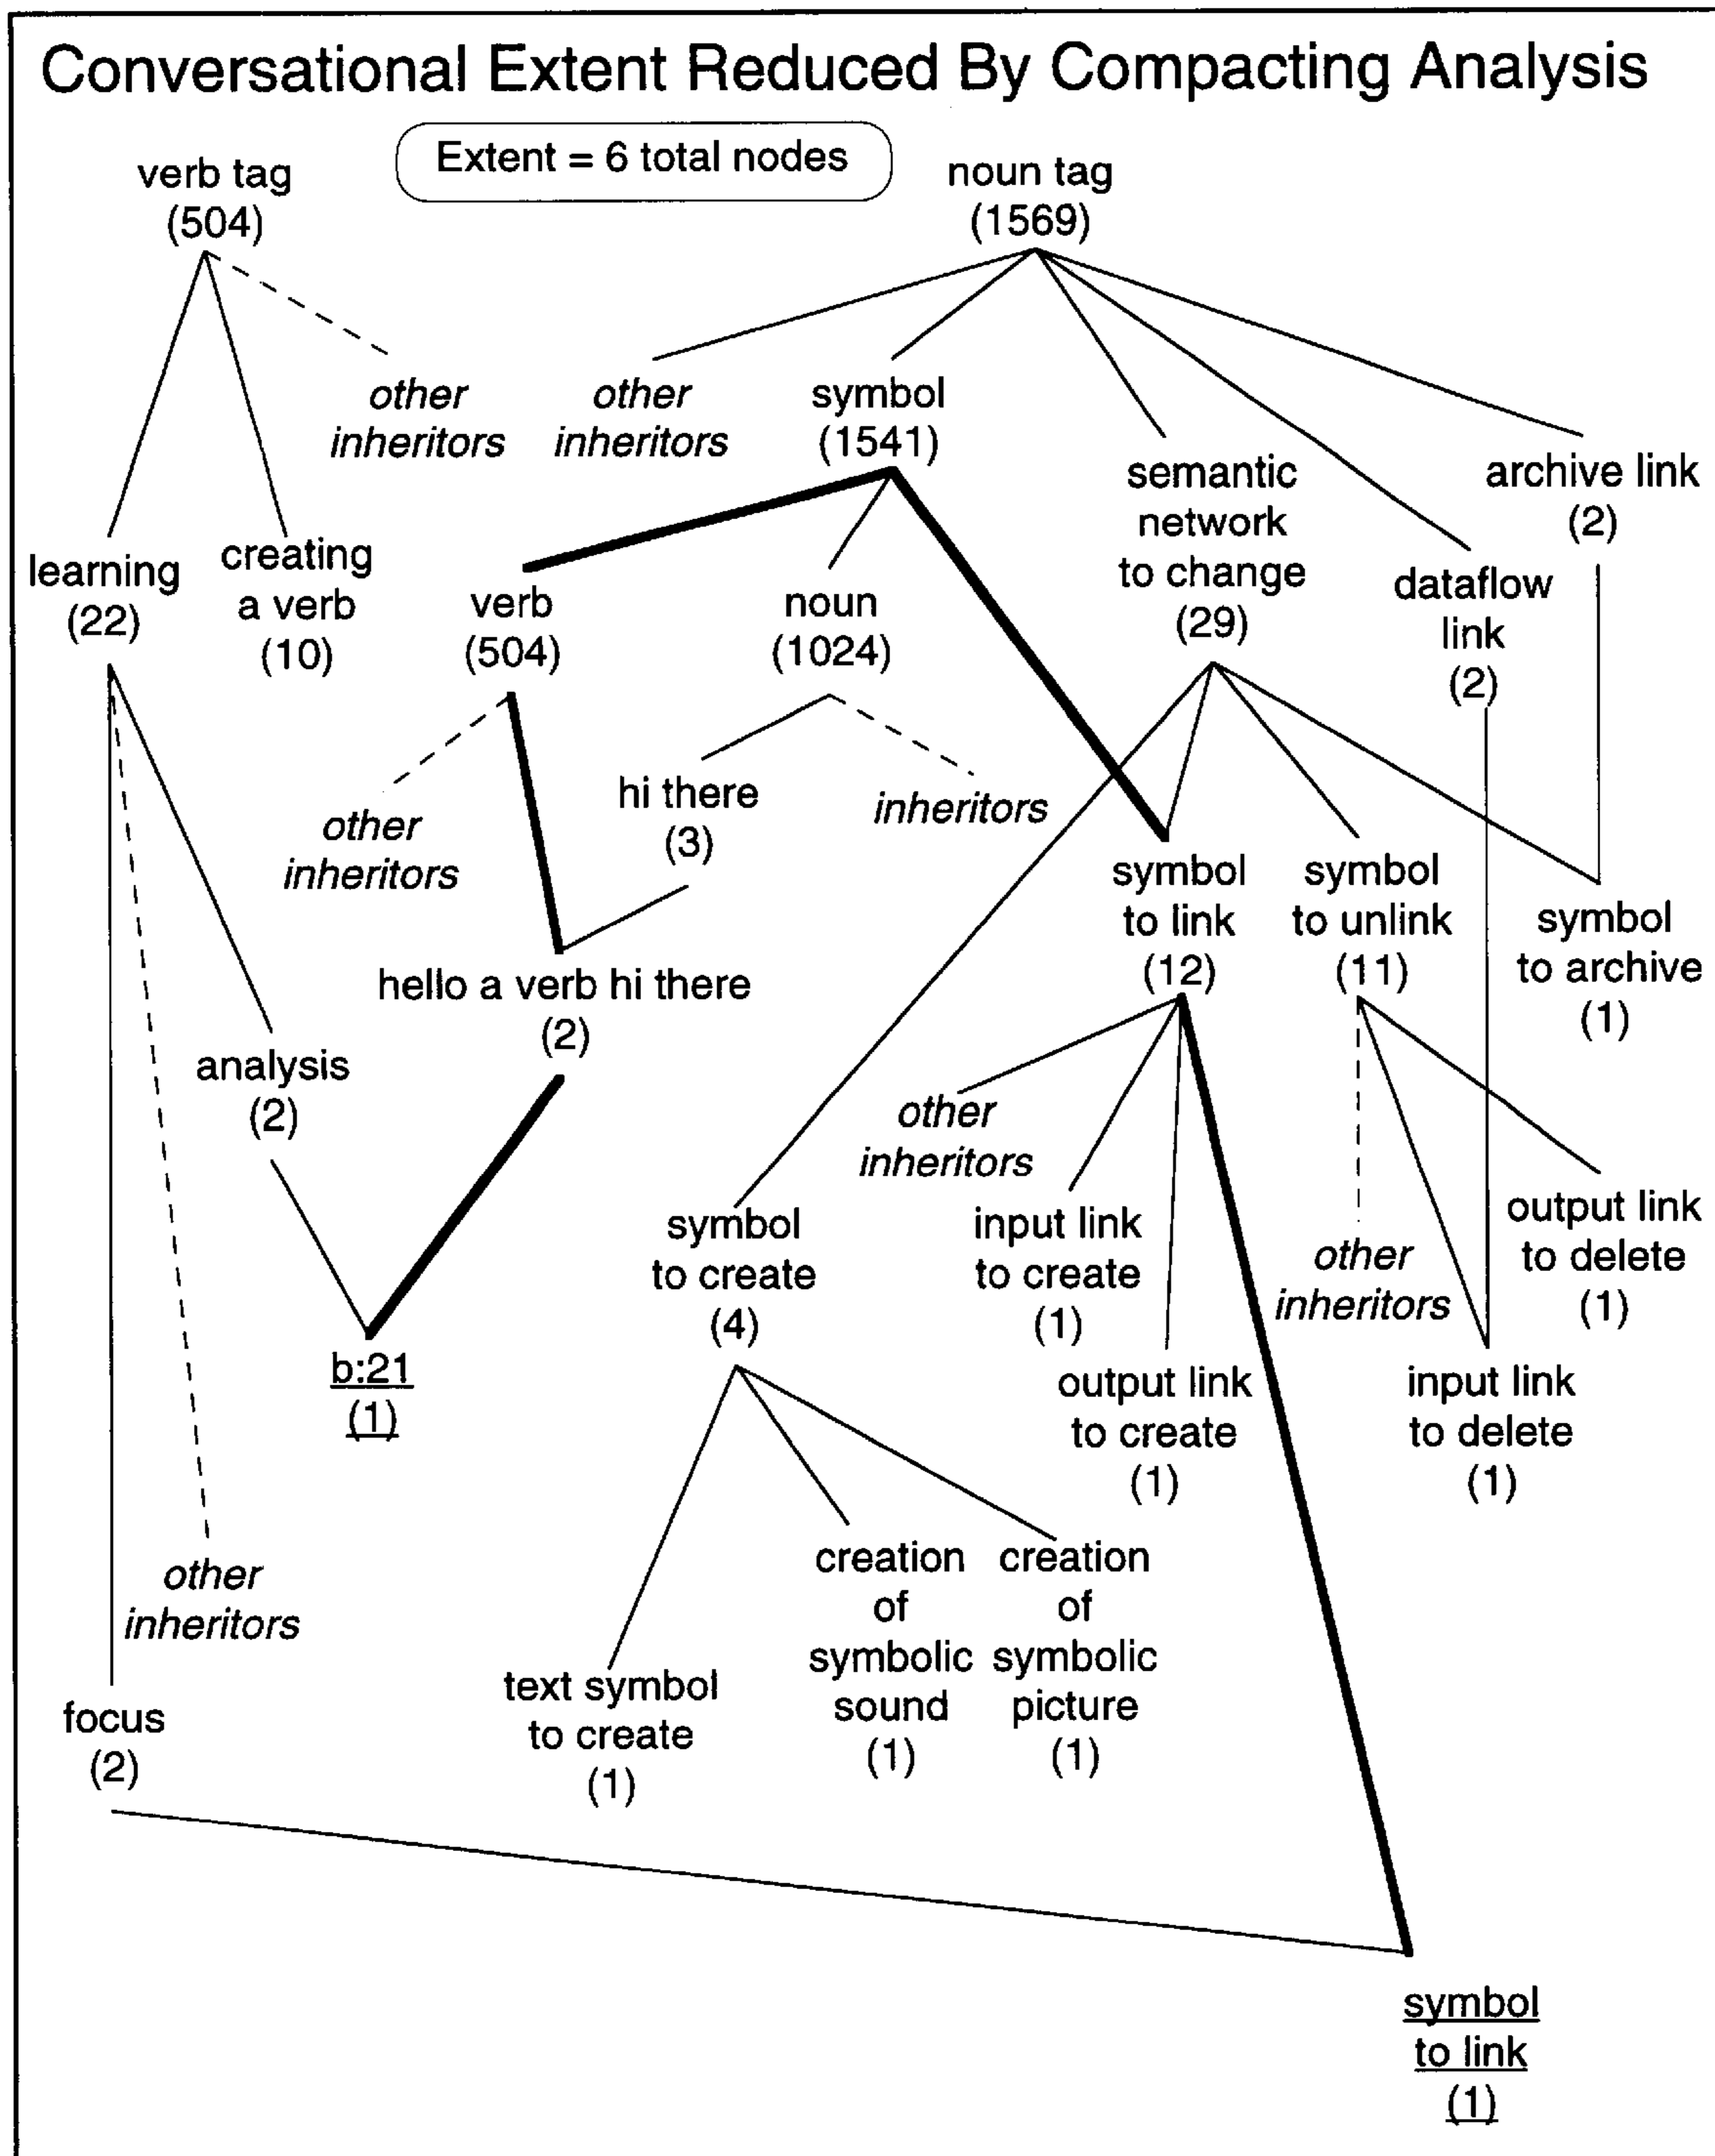 Conversational Extent Reduced By Compacting Analysis
Extent = 6 total nodes
verb tag
(504)
noun tag
(1569)
other
inheritors
other
inheritors
symbol
(1541)
semantic
network
to change
(29)
archive link
(2)
learning
(22)
creating
a verb
(10)
verb
(504)
noun
(1024)
dataflow
link
(2)
other
inheritors
hi there
(3)
inheritors
symbol
to link
(12)
symbol
to unlink
(11)
symbol
to archive
(1)
hello a verb hi there
(2)
analysis
(2)
other
inheritors
symbol
to create
(4)
input link
to create
(1)
other
inheritors
output link
to delete
(1)
b:21
(1)
output link
to create
(1)
input link
to delete
(1)
other
inheritors
creation
of
symbolic
sound
(1)
creation
of
symbolic
picture
(1)
text symbol
to create
(1)
focus
(2)
symbol
to link
(1)